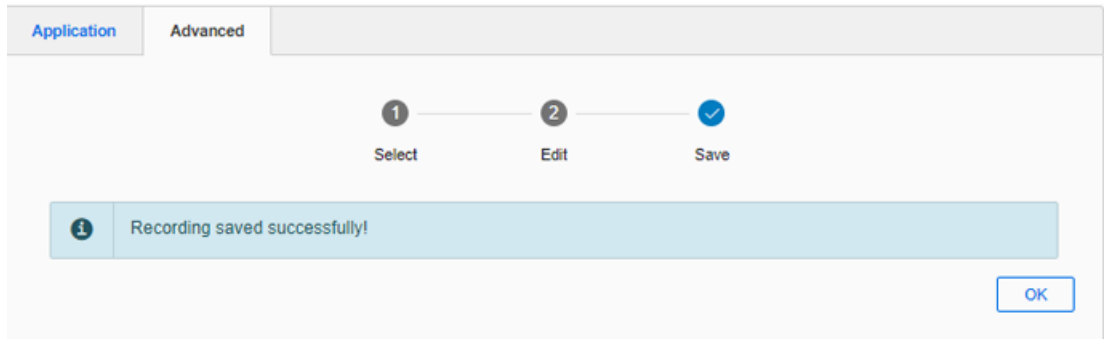 Application Advanced
1 2
Select Edit Save
Recording saved successfully!
OK